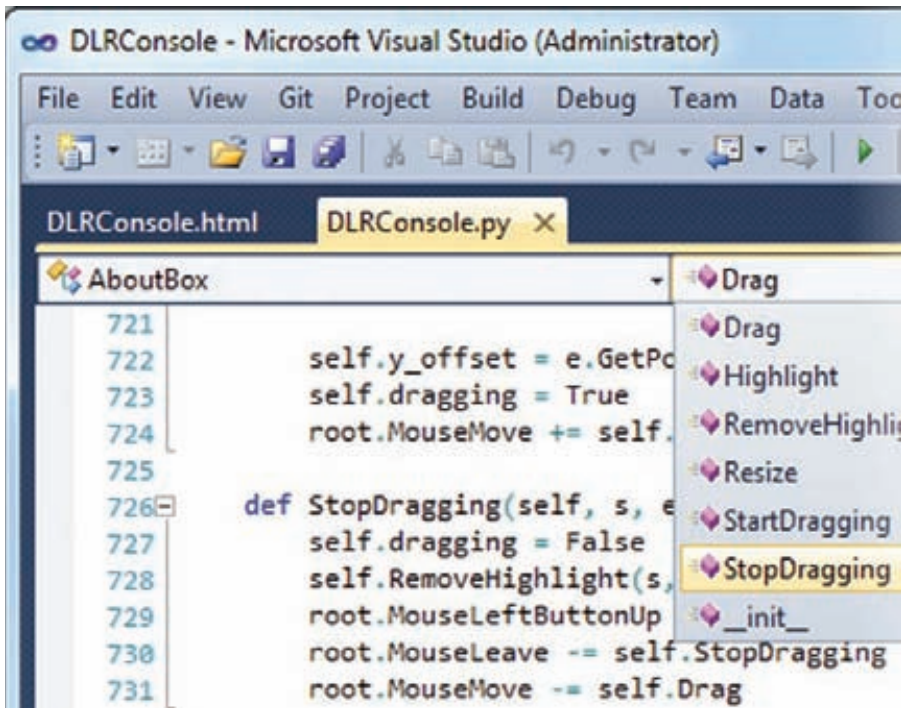 DLRConsole - Microsoft Visual Studio (Administrator)
File Edit View Git Project Build Debug Team Data
DLRConsole.html DLRConsole.py
AboutBox Drag
721 Drag
722 self.y_offset = Highlight
723 self.dragging = True
724 root.MouseMove +=
725 Resize
726 def StopDragging(self, s, StartDragging
727 self.dragging = False StopDragging
728 self.RemoveHighlight(s,
729 root.MouseLeftButtonUp __init__
730 root.MouseLeave -= self.StopDragging
731 root.MouseMove -= self.Drag